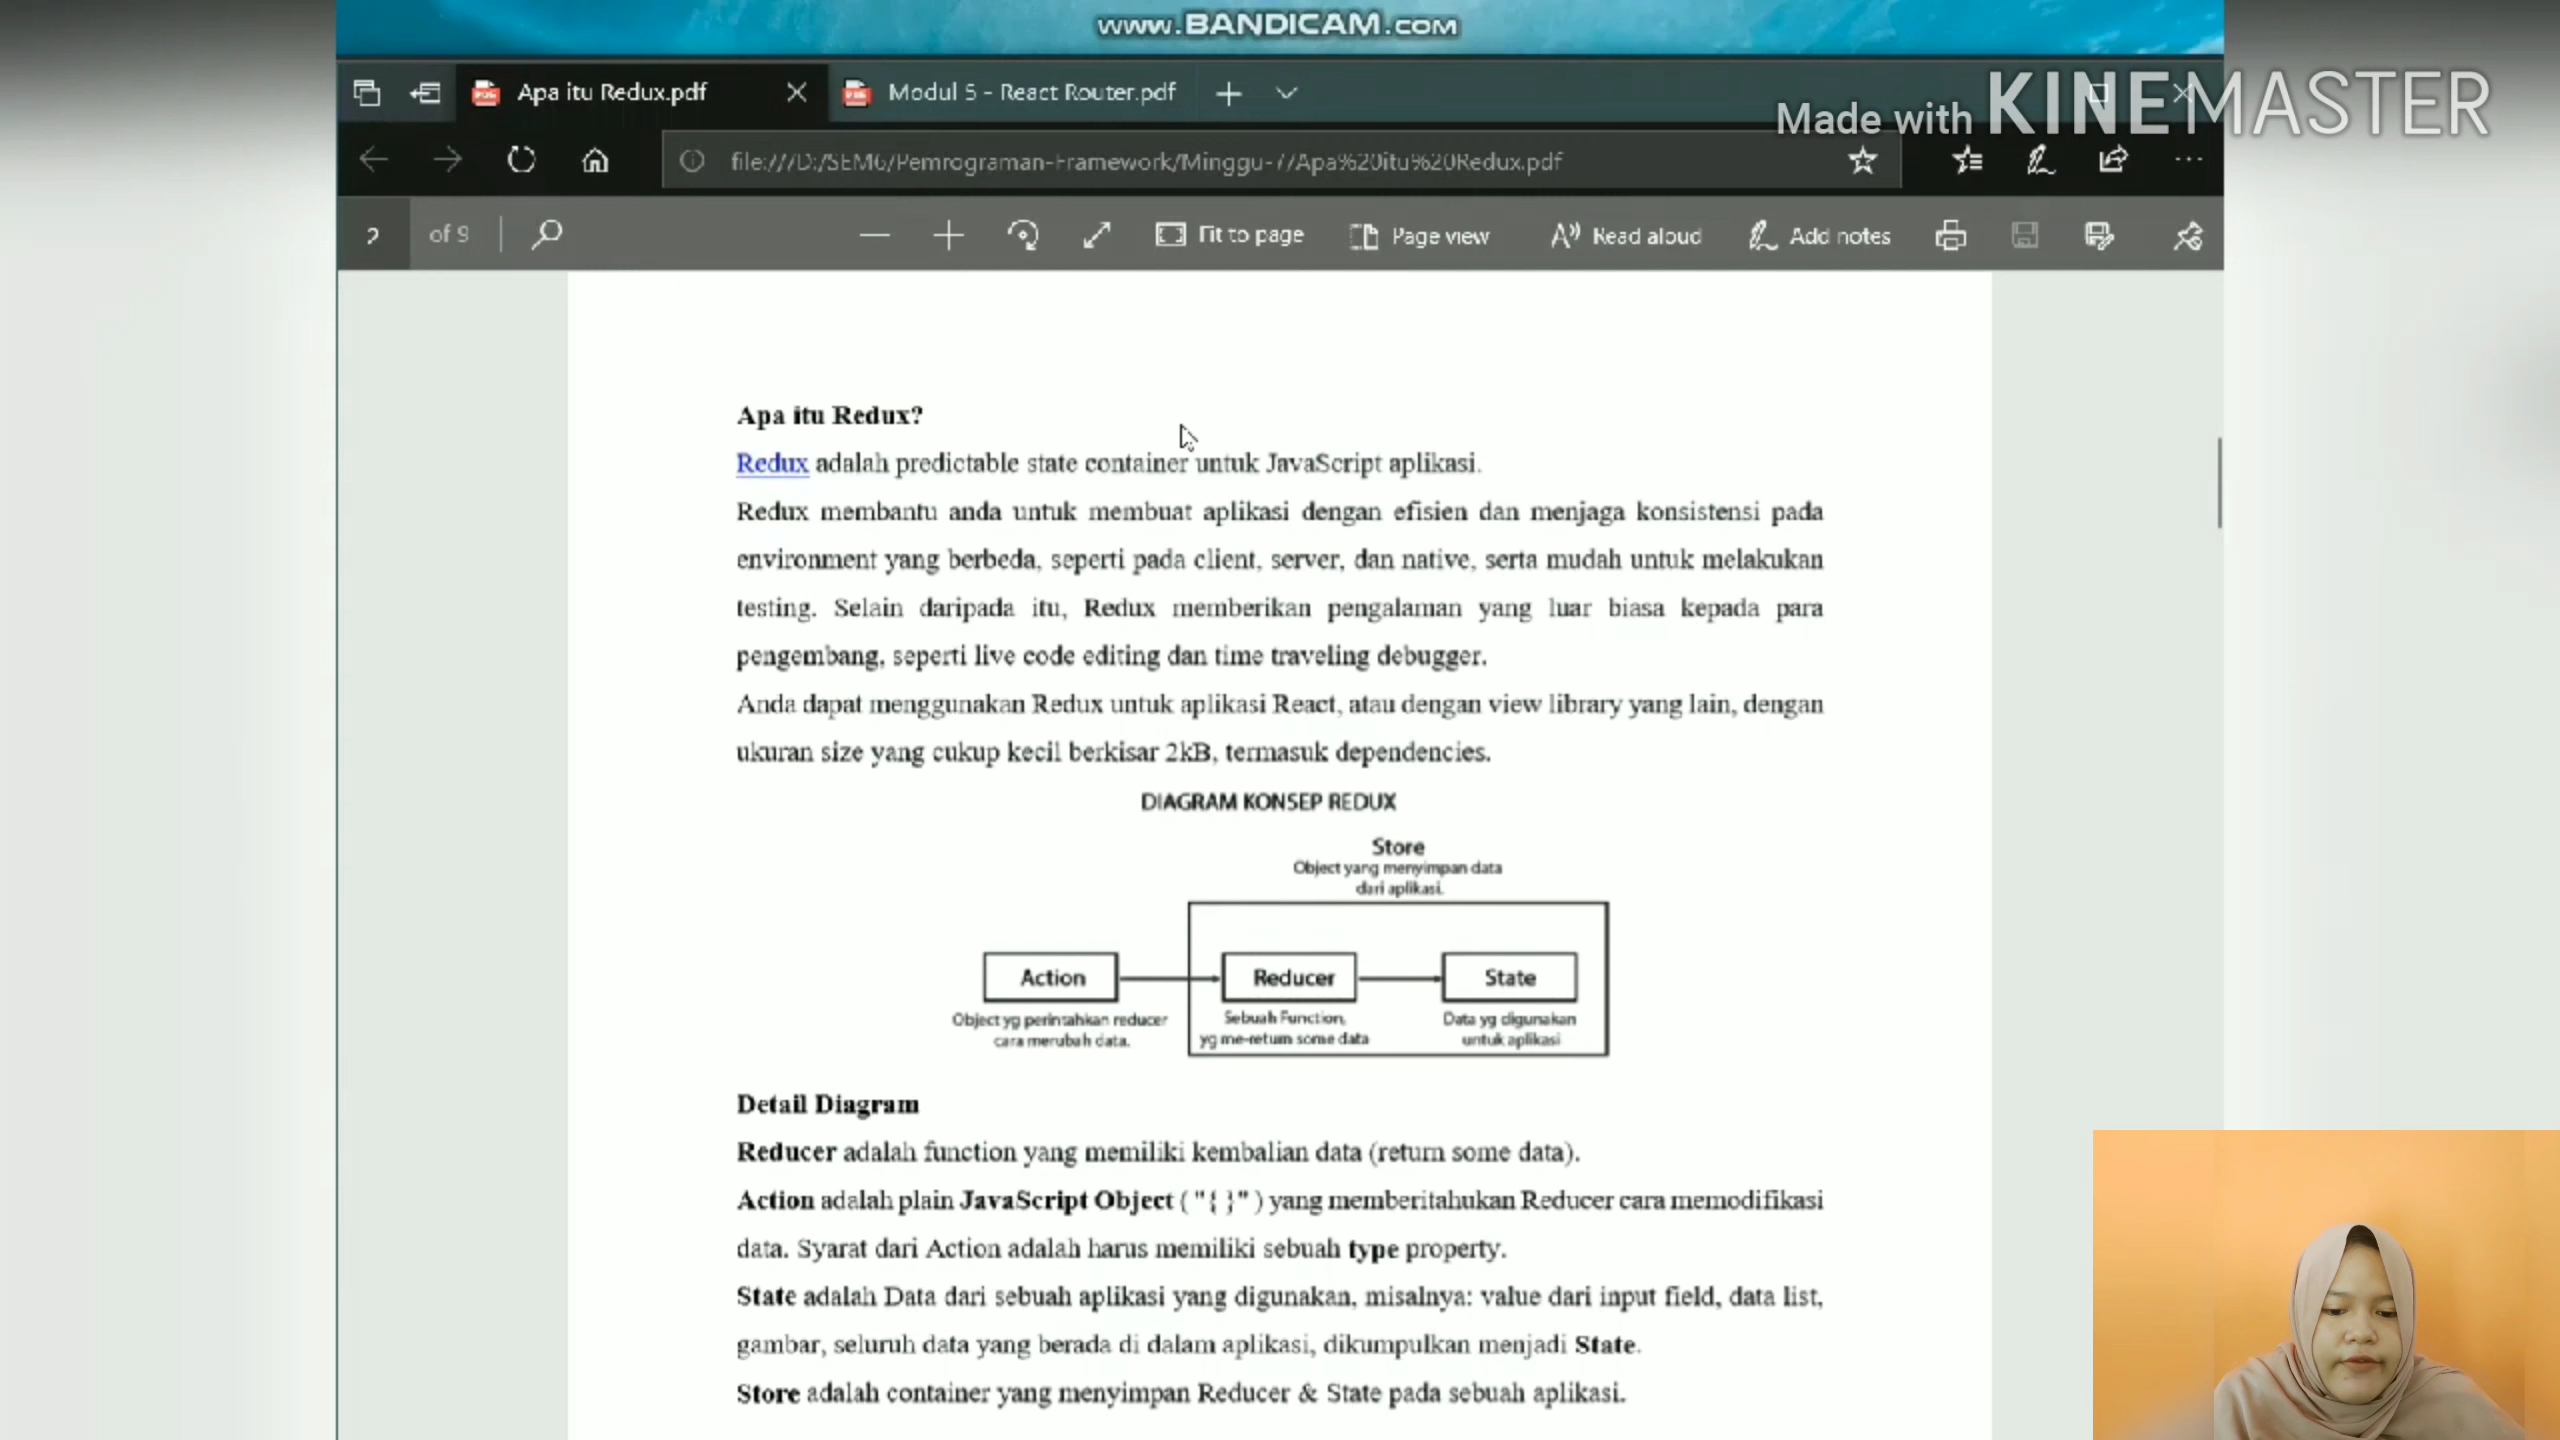 www.BANDICAM.com
Apa itu Redux.pdf
Modul 5 - React Router.pdf
Made with KINEMASTER
file:///D:/SEM6/Pemrograman-Framework/Minggu-7/Apa%20itu%20Redux.pdf
2 of 9
Fit to page
Page view
Read aloud
Add notes
Apa itu Redux?
Redux adalah predictable state container untuk JavaScript aplikasi.
Redux membantu anda untuk membuat aplikasi dengan efisien dan menjaga konsistensi pada
environment yang berbeda, seperti pada client, server, dan native, serta mudah untuk melakukan
testing. Selain daripada itu, Redux memberikan pengalaman yang luar biasa kepada para
pengembang, seperti live code editing dan time traveling debugger.
Anda dapat menggunakan Redux untuk aplikasi React, atau dengan view library yang lain, dengan
ukuran size yang cukup kecil berkisar 2kB, termasuk dependencies.
DIAGRAM KONSEP REDUX
Store
Object yang menyimpan data
dari aplikasi.
Action
Reducer
State
Object yg perintahkan reducer
cara merubah data.
Sebuah Function,
yg me-return some data
Data yg digunakan
untuk aplikasi
Detail Diagram
Reducer adalah function yang memiliki kembalian data (return some data).
Action adalah plain JavaScript Object ( "{ }" ) yang memberitahukan Reducer cara memodifikasi
data. Syarat dari Action adalah harus memiliki sebuah type property.
State adalah Data dari sebuah aplikasi yang digunakan, misalnya: value dari input field, data list,
gambar, seluruh data yang berada di dalam aplikasi, dikumpulkan menjadi State.
Store adalah container yang menyimpan Reducer & State pada sebuah aplikasi.